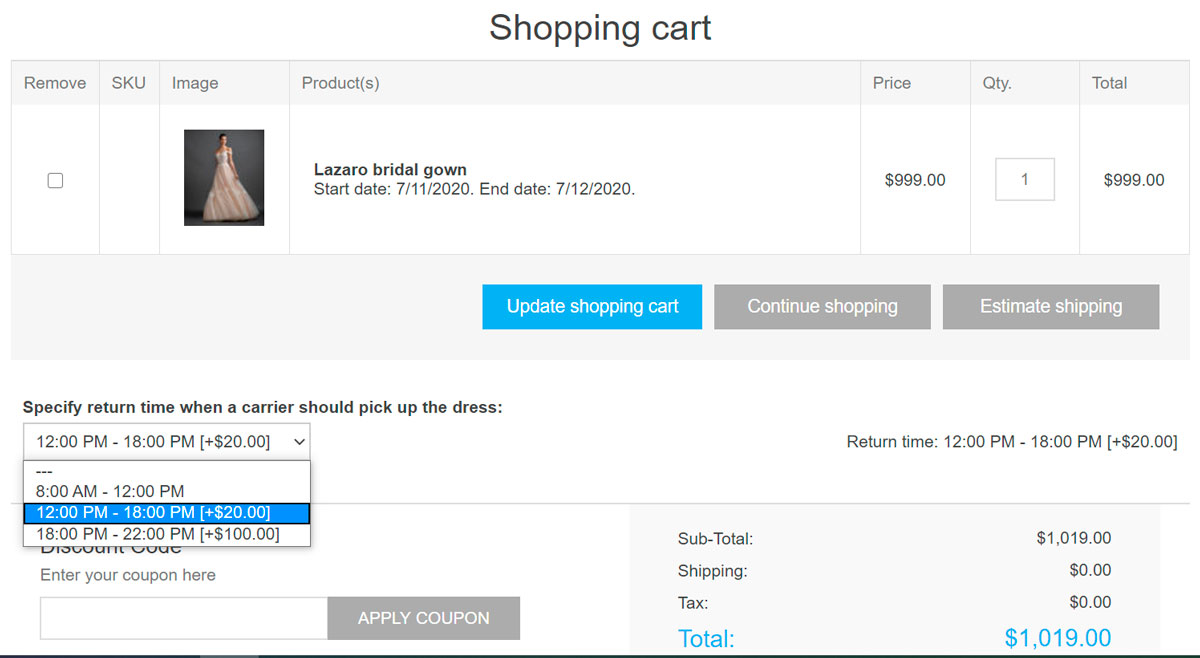 Shopping cart
Remove SKU Image Product(s) Price Qty. Total
Lazaro bridal gown
Start date: 7/11/2020. End date: 7/12/2020.
$999.00 1 $999.00
Update shopping cart Continue shopping Estimate shipping
Specify return time when a carrier should pick up the dress:
12:00 PM - 18:00 PM [+$20.00]
Return time: 12:00 PM - 18:00 PM [+$20.00]
---
8:00 AM - 12:00 PM
12:00 PM - 18:00 PM [+$20.00]
18:00 PM - 22:00 PM [+$100.00]
Discount Code
Enter your coupon here
APPLY COUPON
Sub-Total: $1,019.00
Shipping: $0.00
Tax: $0.00
Total: $1,019.00